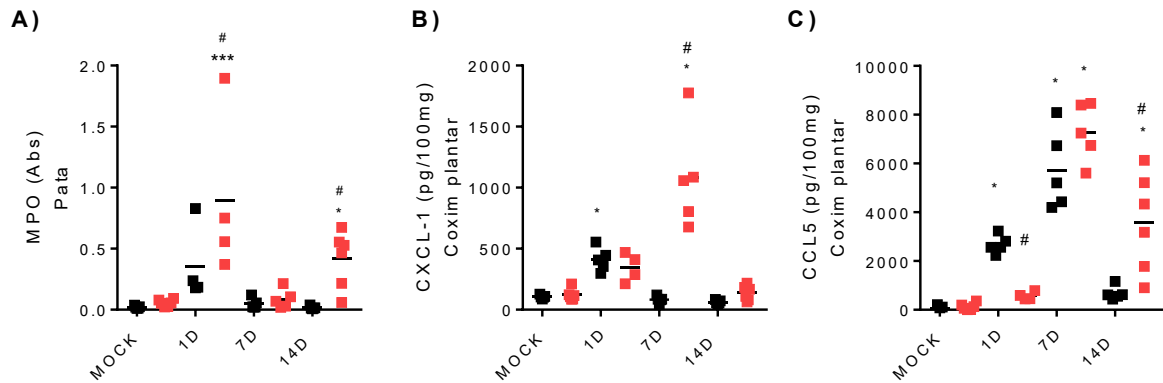 A)
#
***
2.0
1.5
1.0
0.5
0.0
MPO (Abs)
Pata
#
*
MOCK
1D
7D
14D
B)
#
*
2000
1500
1000
500
0
CXCL-1 (pg/100mg)
Coxim plantar
*
MOCK
1D
7D
14D
C)
10000
8000
6000
4000
2000
0
CCL5 (pg/100mg)
Coxim plantar
*
#
*
*
#
*
MOCK
1D
7D
14D